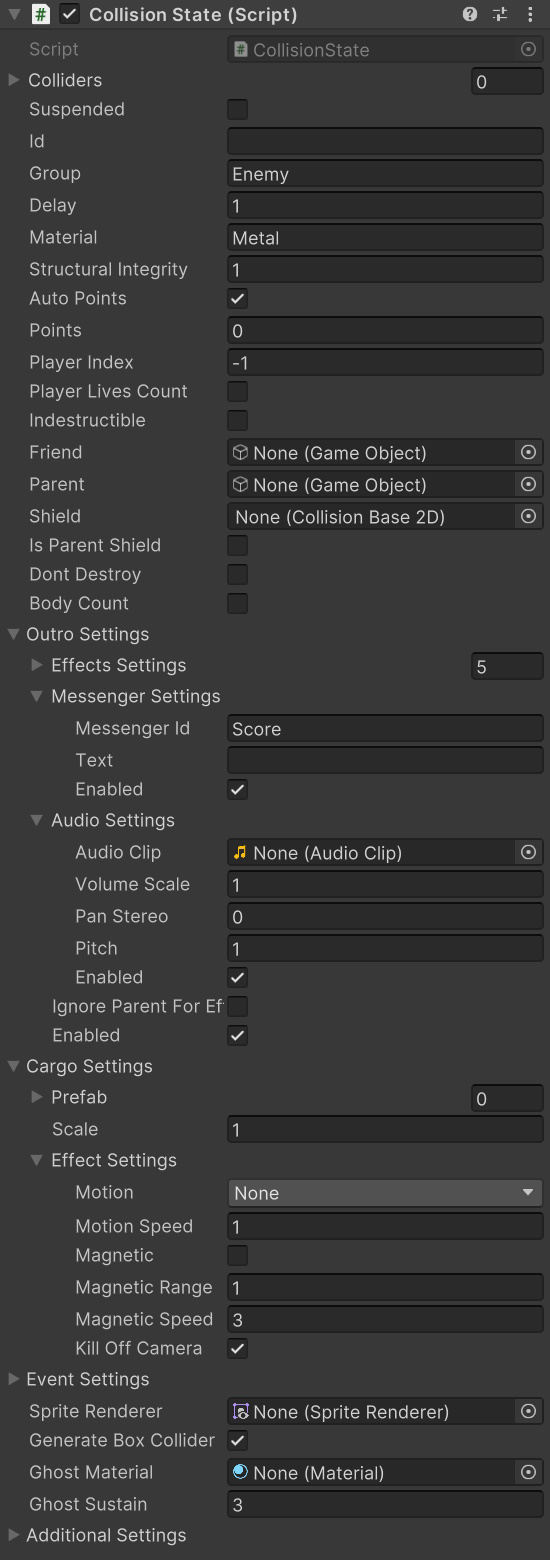 Collision State (Script)
Script CollisionState
Colliders 0
Suspended
Id
Group Enemy
Delay 1
Material Metal
Structural Integrity 1
Auto Points
Points 0
Player Index -1
Player Lives Count
Indestructible
Friend None (Game Object)
Parent None (Game Object)
Shield None (Collision Base 2D)
Is Parent Shield
Dont Destroy
Body Count
Outro Settings
Effects Settings 5
Messenger Settings
Messenger Id Score
Text
Enabled
Audio Settings
Audio Clip None (Audio Clip)
Volume Scale 1
Pan Stereo 0
Pitch 1
Enabled
Ignore Parent For Ef
Enabled
Cargo Settings
Prefab 0
Scale 1
Effect Settings
Motion None
Motion Speed 1
Magnetic
Magnetic Range 1
Magnetic Speed 3
Kill Off Camera
Event Settings
Sprite Renderer None (Sprite Renderer)
Generate Box Collider
Ghost Material None (Material)
Ghost Sustain 3
Additional Settings